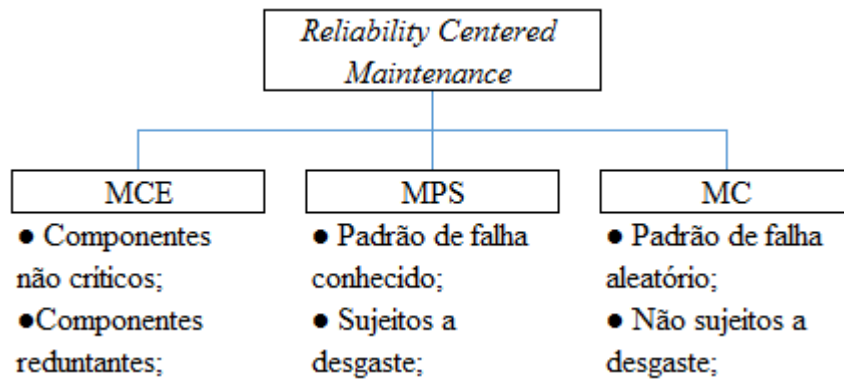 Reliability Centered
Maintenance
MCE
● Componentes
não críticos;
●Componentes
reduntantes;
MPS
● Padrão de falha
conhecido;
● Sujeitos a
desgaste;
MC
● Padrão de falha
aleatório;
● Não sujeitos a
desgaste;